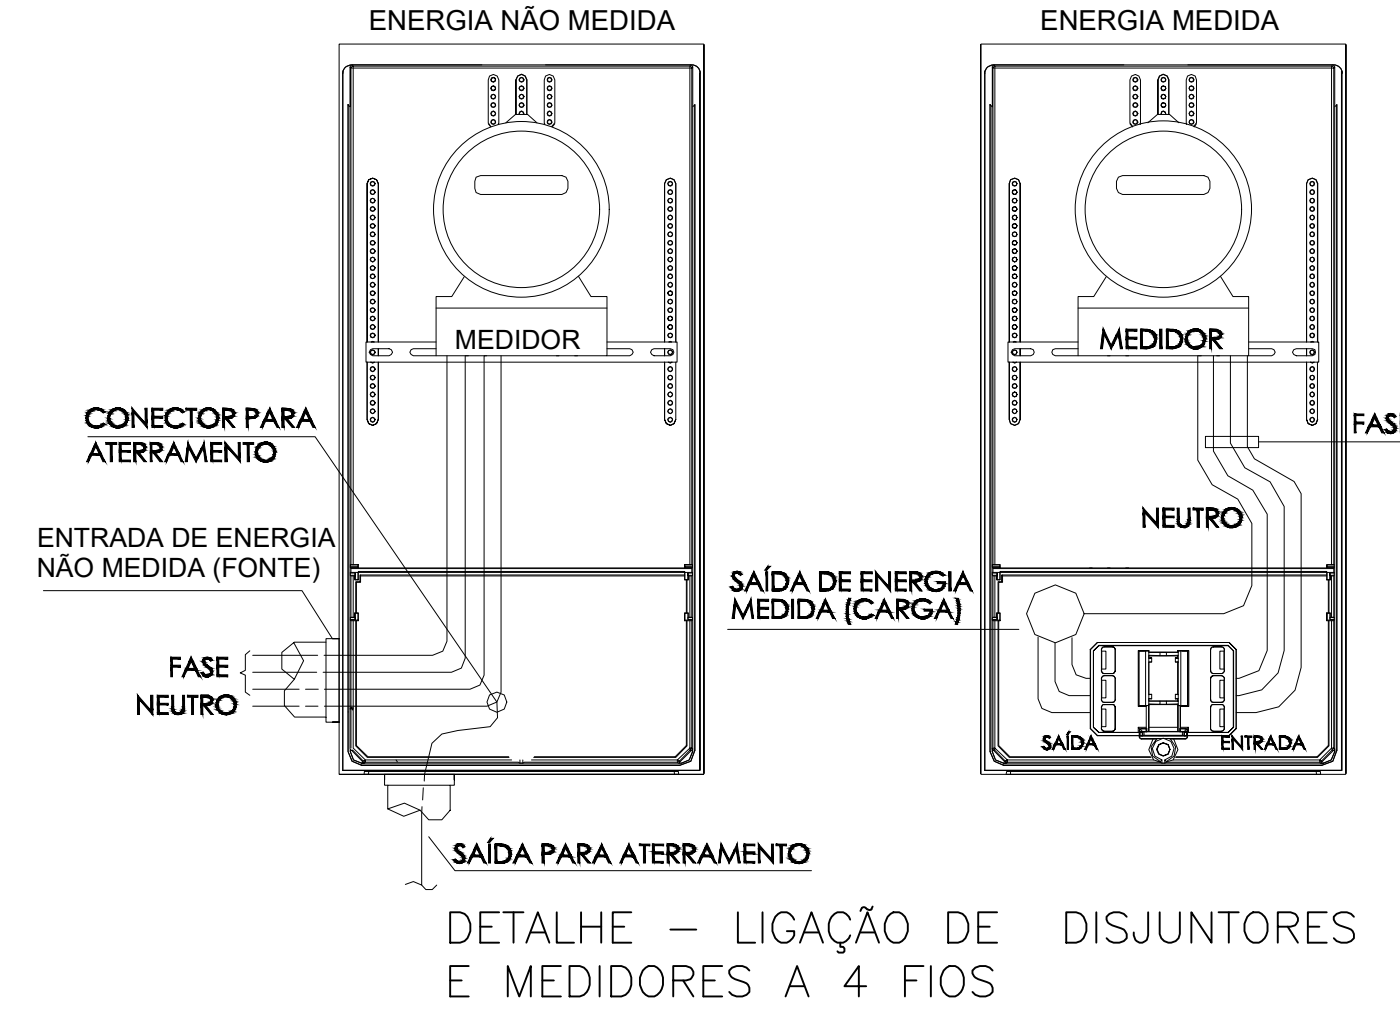 ENERGIA NÃO MEDIDA
MEDIDOR
CONECTOR PARA
ATERRAMENTO
ENTRADA DE ENERGIA
NÃO MEDIDA (FONTE)
FASE
NEUTRO
SAÍDA PARA ATERRAMENTO
ENERGIA MEDIDA
MEDIDOR
FAS
NEUTRO
SAÍDA DE ENERGIA
MEDIDA (CARGA)
SAÍDA
ENTRADA
DETALHE – LIGAÇÃO DE DISJUNTORES
E MEDIDORES A 4 FIOS